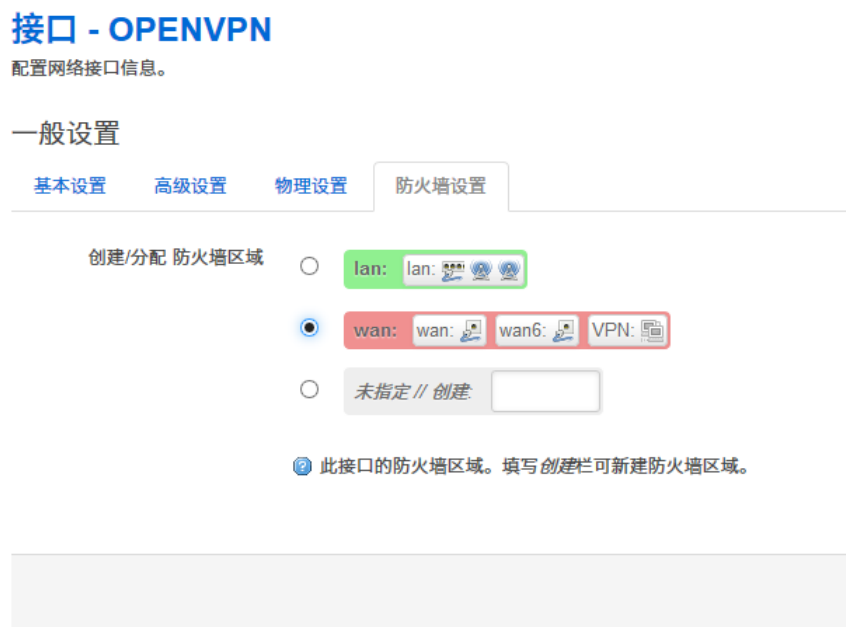 接口 - OPENVPN
配置网络接口信息。
一般设置
基本设置 高级设置 物理设置 防火墙设置
创建/分配 防火墙区域
lan: lan:
wan: wan: wan6: VPN:
未指定 // 创建:
此接口的防火墙区域。填写创建栏可新建防火墙区域。